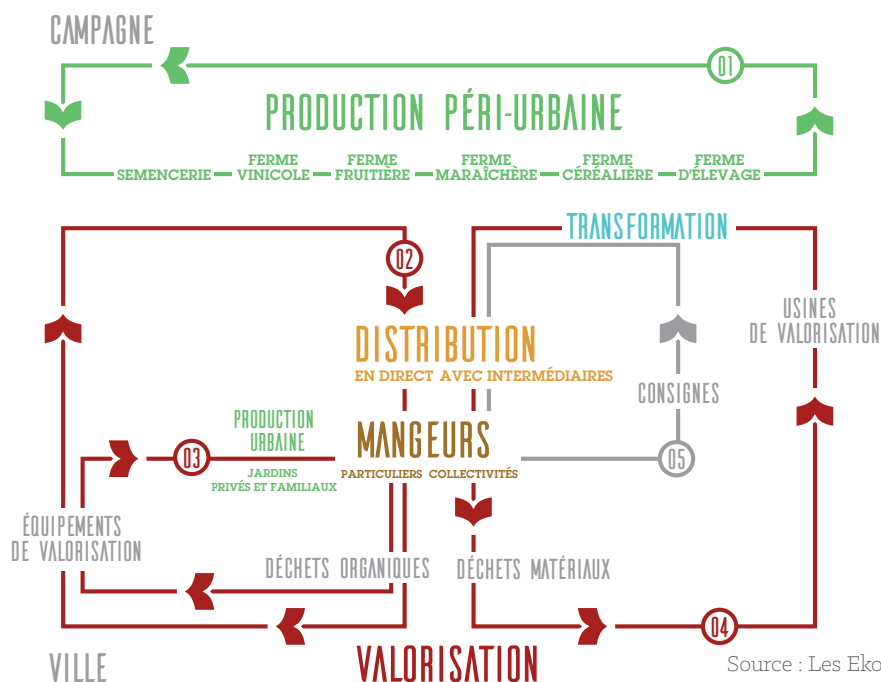 CAMPAGNE
01
PRODUCTION PÉRI-URBAINE
SEMENCERIE
FERME
VINICOLE
FERME
FRUITIÈRE
FERME
MARAÎCHÈRE
FERME
CÉRÉALIÈRE
FERME
D'ÉLEVAGE
TRANSFORMATION
02
USINES
DE VALORISATION
DISTRIBUTION
EN DIRECT AVEC INTERMÉDIAIRES
CONSIGNES
PRODUCTION
URBAINE
03
JARDINS
PRIVÉS ET FAMILIAUX
MANGEURS
PARTICULIERS COLLECTIVITÉS
05
ÉQUIPEMENTS
DE VALORISATION
DÉCHETS ORGANIQUES
DÉCHETS MATÉRIAUX
04
VILLE
VALORISATION
Source : Les Eko